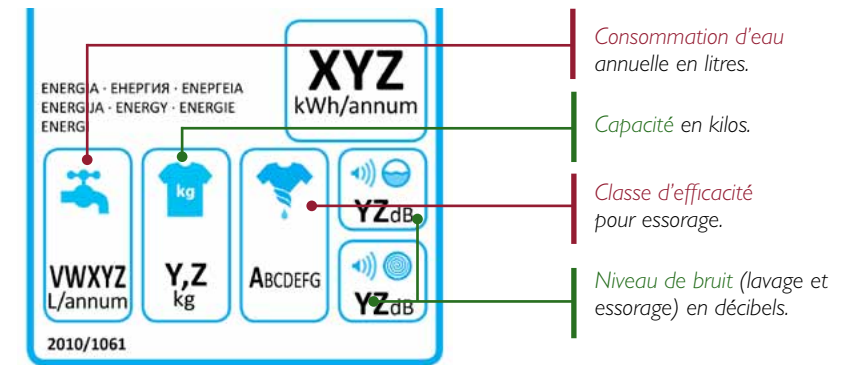 XYZ
kWh/annum
ENERGIA · ЕНЕРГИЯ · ΕΝΕΡΓΕΙΑ
ENERGIJA · ENERGY · ENERGIE
ENERGI
VWXYZ
L/annum
kg
Y,Z
kg
ABCDEFG
YZdB
YZdB
2010/1061
Consommation d'eau
annuelle en litres.
Capacité en kilos.
Classe d'efficacité
pour essorage.
Niveau de bruit (lavage et
essorage) en décibels.